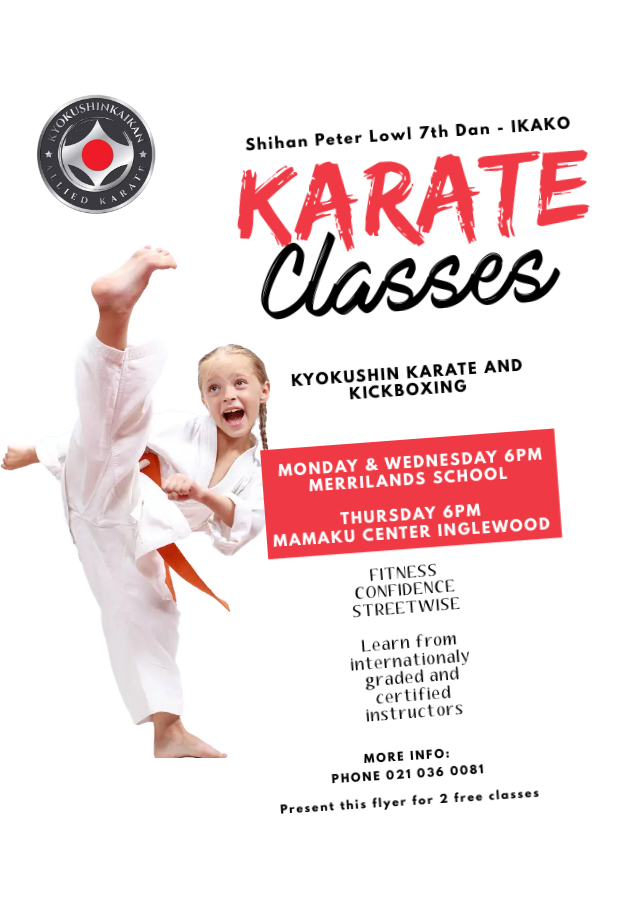 KYOKUSHINKAIKAN
ALLIED KARATE
Shihan Peter Lowl 7th Dan - IKAKO
KARATE
Classes
KYOKUSHIN KARATE AND
KICKBOXING
MONDAY & WEDNESDAY 6PM
MERRILANDS SCHOOL
THURSDAY 6PM
MAMAKU CENTER INGLEWOOD
FITNESS
CONFIDENCE
STREETWISE
Learn from
internationaly
graded and
certified
instructors
MORE INFO:
PHONE 021 036 0081
Present this flyer for 2 free classes